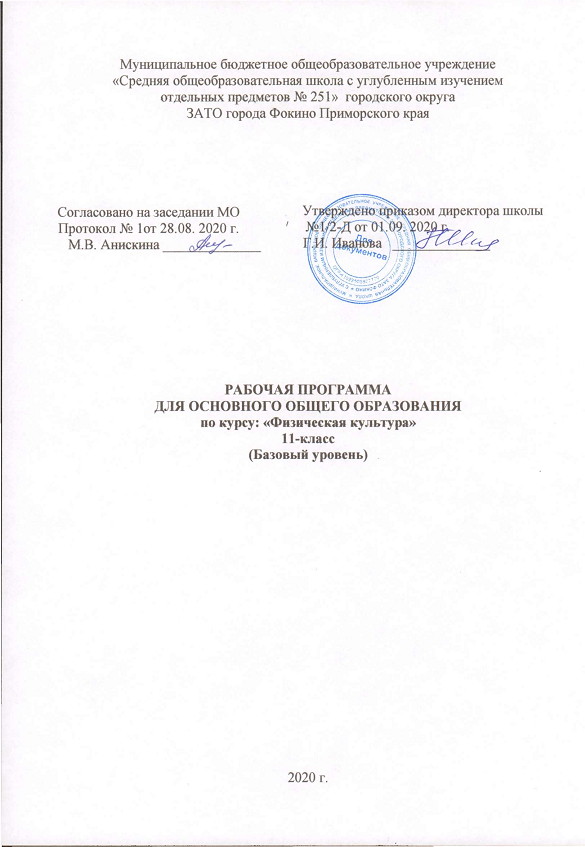 Муниципальное бюджетное общеобразовательное учреждение
«Средняя общеобразовательная школа с углубленным изучением
отдельных предметов № 251» городского округа
ЗАТО города Фокино Приморского края
Согласовано на заседании МО
Протокол № 1от 28.08. 2020 г.
М.В. Анискина
Утверждено приказом директора школы
№1/2-Д от 01.09. 2020 г.
Г.И. Иванова
Для
документов
РАБОЧАЯ ПРОГРАММА
ДЛЯ ОСНОВНОГО ОБЩЕГО ОБРАЗОВАНИЯ
по курсу: «Физическая культура»
11-класс
(Базовый уровень)
2020 г.